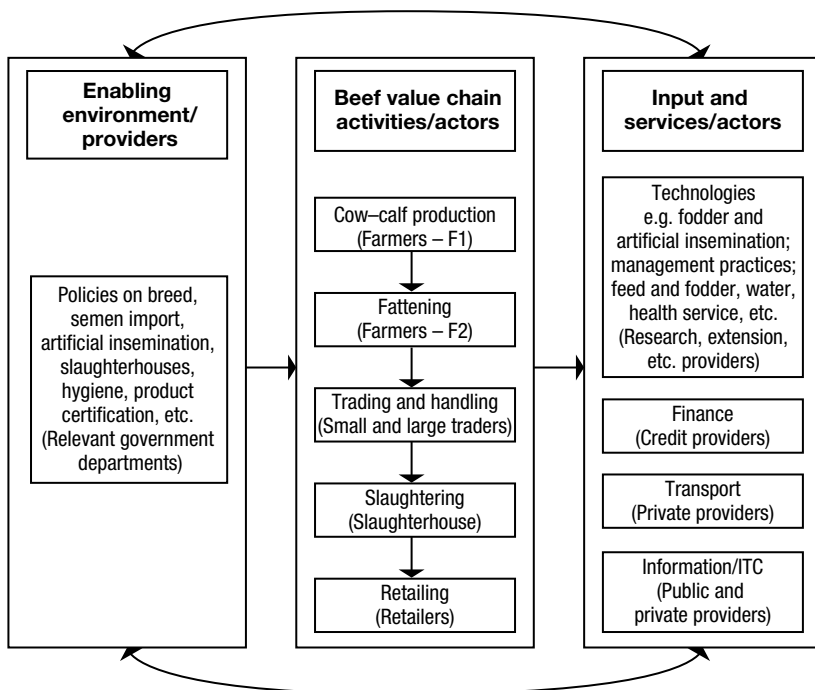 Enabling
environment/
providers
Policies on breed,
semen import,
artificial insemination,
slaughterhouses,
hygiene, product
certification, etc.
(Relevant government
departments)
Beef value chain
activities/actors
Cow–calf production
(Farmers – F1)
Fattening
(Farmers – F2)
Trading and handling
(Small and large traders)
Slaughtering
(Slaughterhouse)
Retailing
(Retailers)
Input and
services/actors
Technologies
e.g. fodder and
artificial insemination;
management practices;
feed and fodder, water,
health service, etc.
(Research, extension,
etc. providers)
Finance
(Credit providers)
Transport
(Private providers)
Information/ITC
(Public and
private providers)